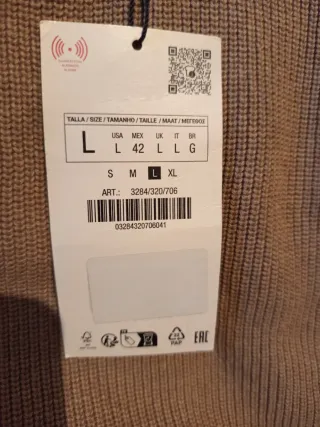 TALLA / SIZE / TAMANHO / TAILLE / MAAT / ΜΕΓΕΘΟΣ
USA MEX UK IT BR
L L 42 L L G
S M L XL
ART.: 3284/320/706
03284320706041
PAP
EAC